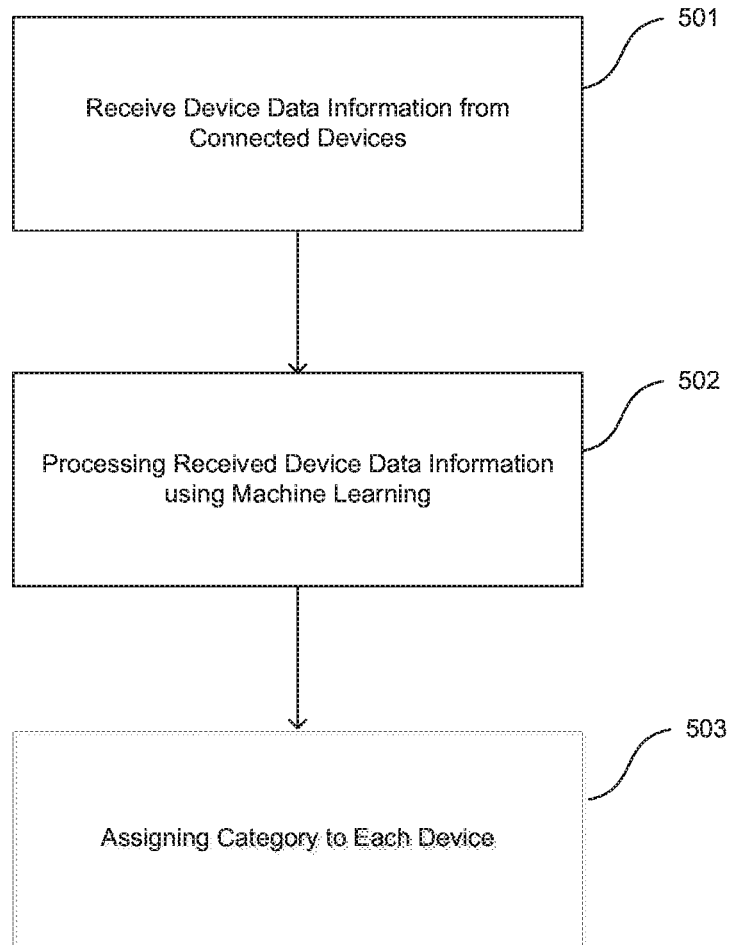 501
Receive Device Data Information from
Connected Devices
502
Processing Received Device Data Information
using Machine Learning
503
Assigning Category to Each Device